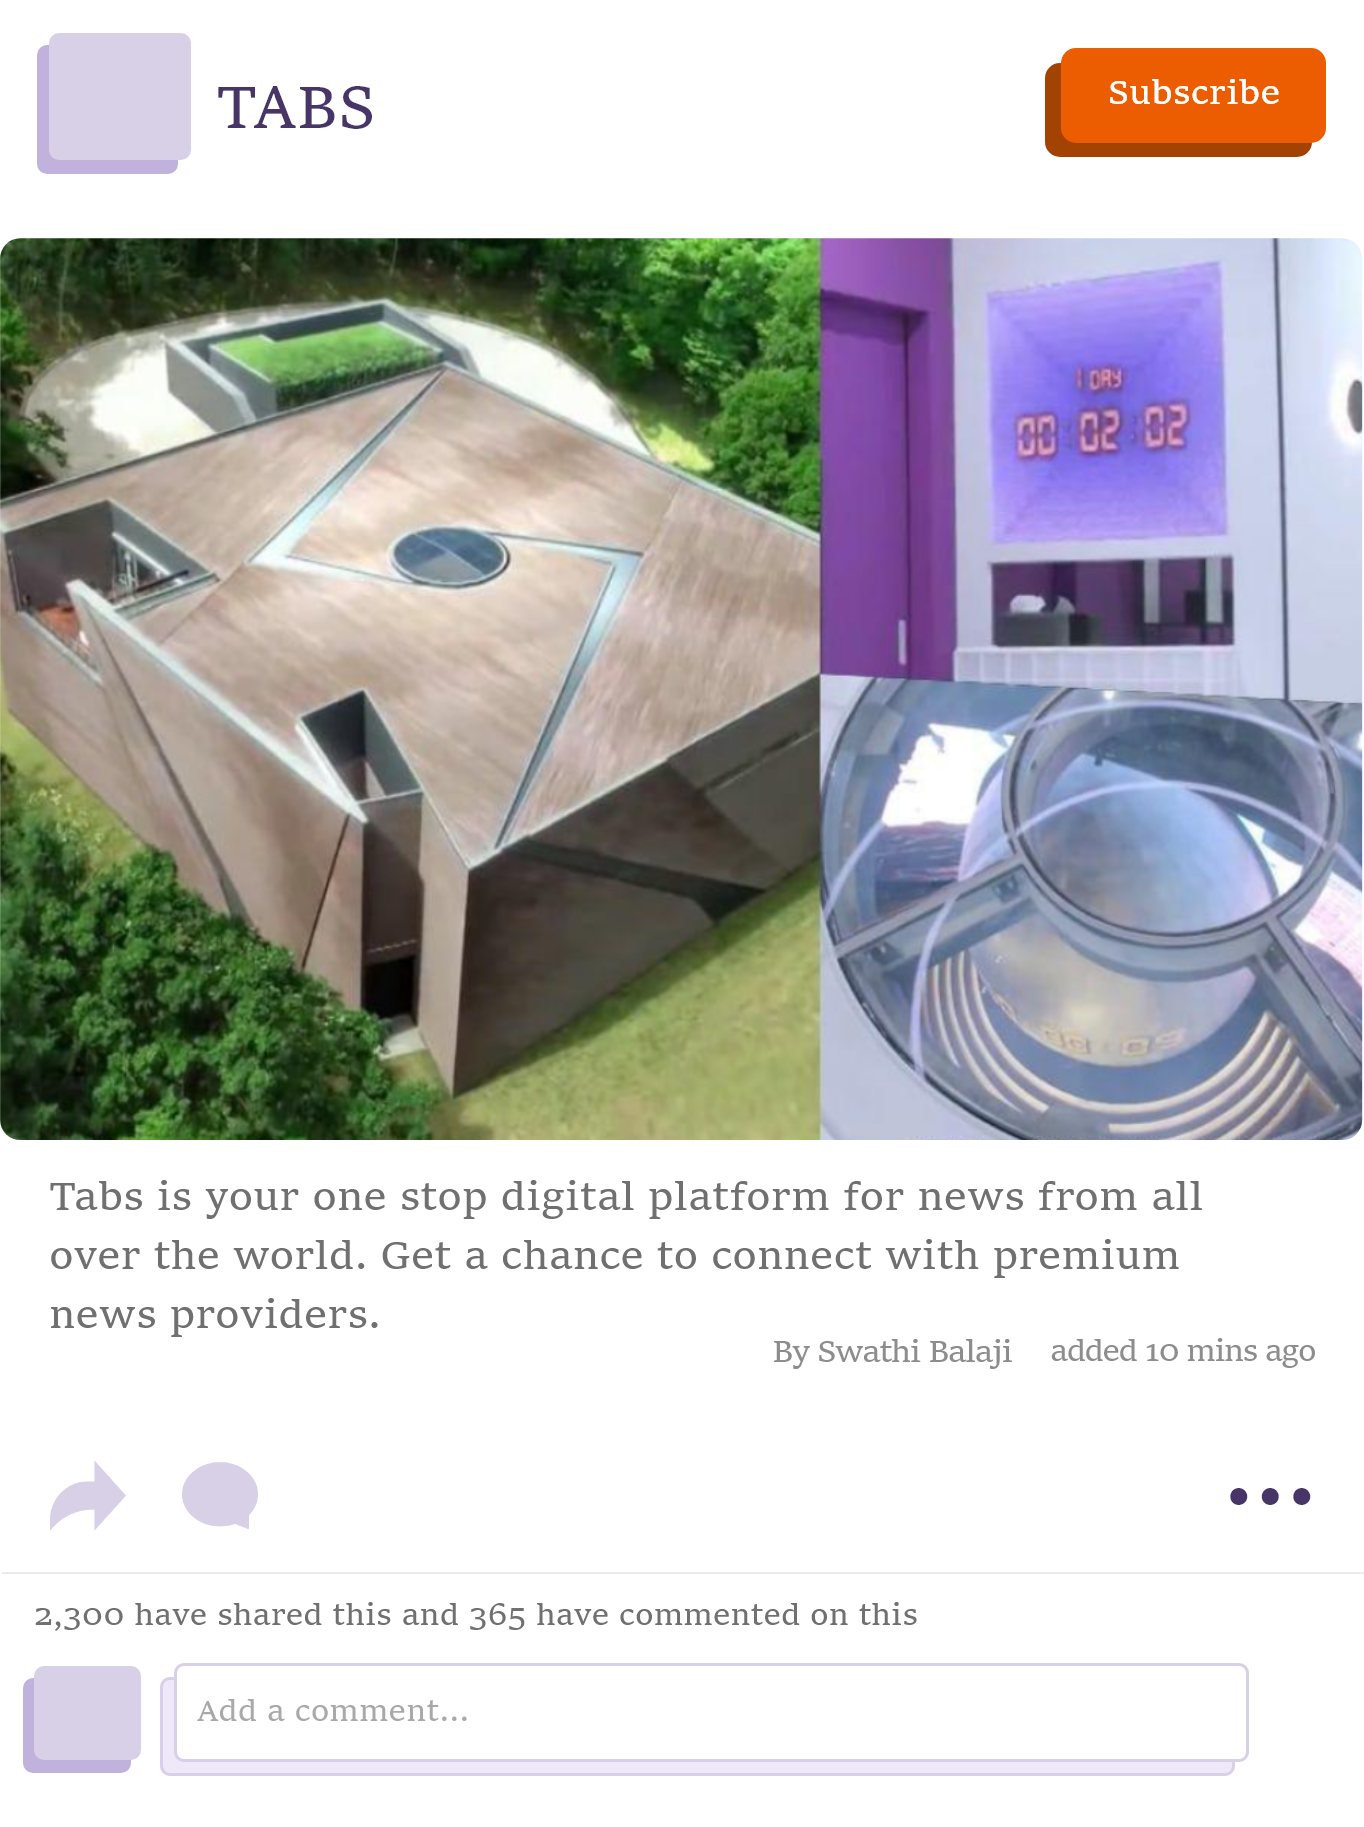 TABS
Subscribe
1 DAY
00:02:02
Tabs is your one stop digital platform for news from all
over the world. Get a chance to connect with premium
news providers.
By Swathi Balaji added 10 mins ago
2,300 have shared this and 365 have commented on this
Add a comment...